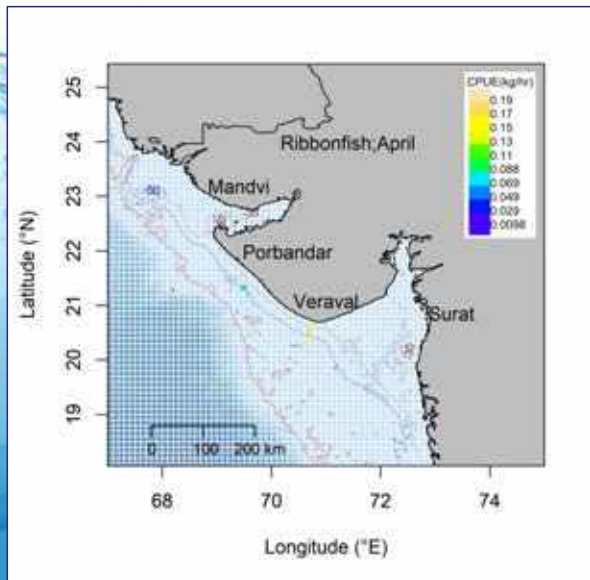 CPUE(kg/hr)
0.19
0.17
0.15
0.13
0.11
0.088
0.069
0.049
0.029
0.0098
Ribbonfish;April
Mandvi
Porbandar
Veraval
Surat
25
24
23
22
21
20
19
Latitude (°N)
0 100 200 km
68 70 72 74
Longitude (°E)